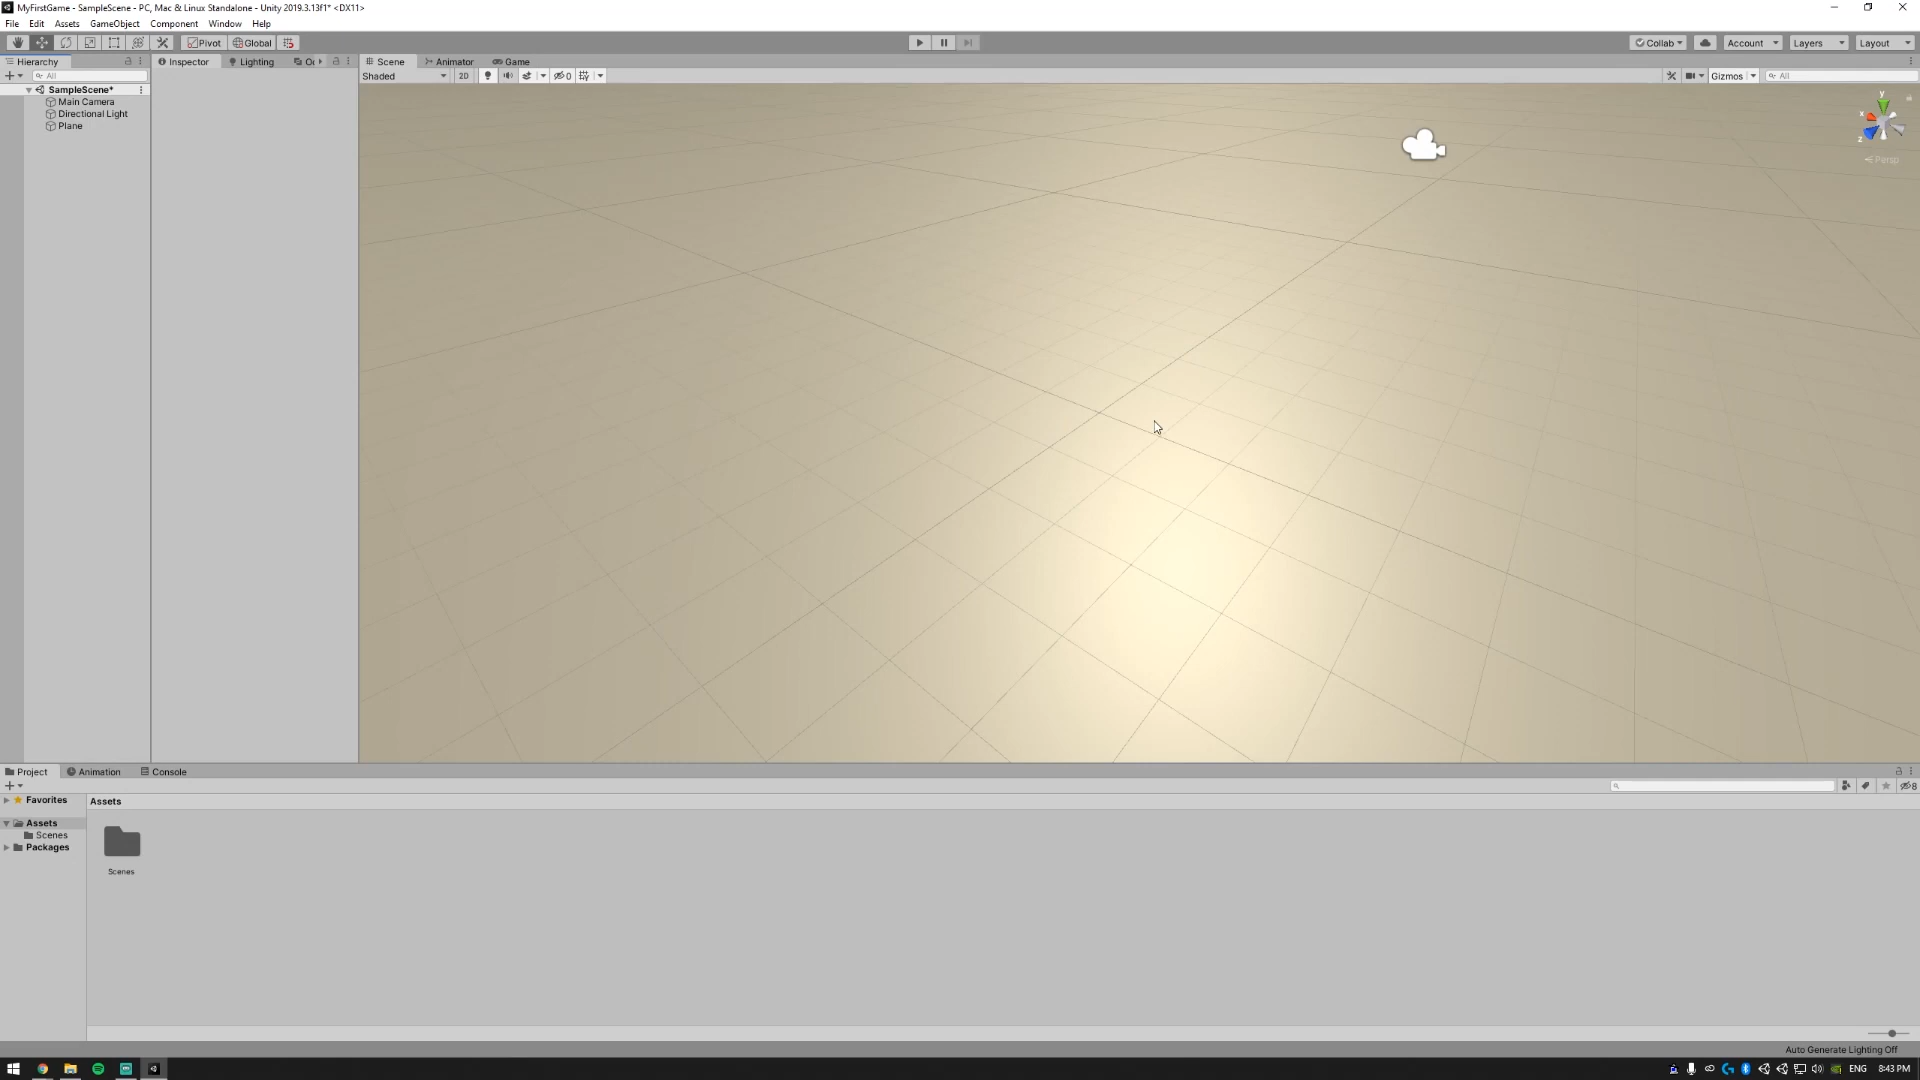 MyFirstGame - SampleScene - PC, Mac & Linux Standalone - Unity 2019.3.13f1* <DX11>
File Edit Assets GameObject Component Window Help
Pivot Global Collab Account Layers Layout
Hierarchy Inspector Lighting Scene Animator Game
All Shaded 2D 0 Gizmos All
SampleScene*
Main Camera
Directional Light
Plane
y
x
z
Persp
Project Animation Console
8
Favorites Assets
Assets
Scenes
Packages
Scenes
Auto Generate Lighting Off
ENG 8:43 PM